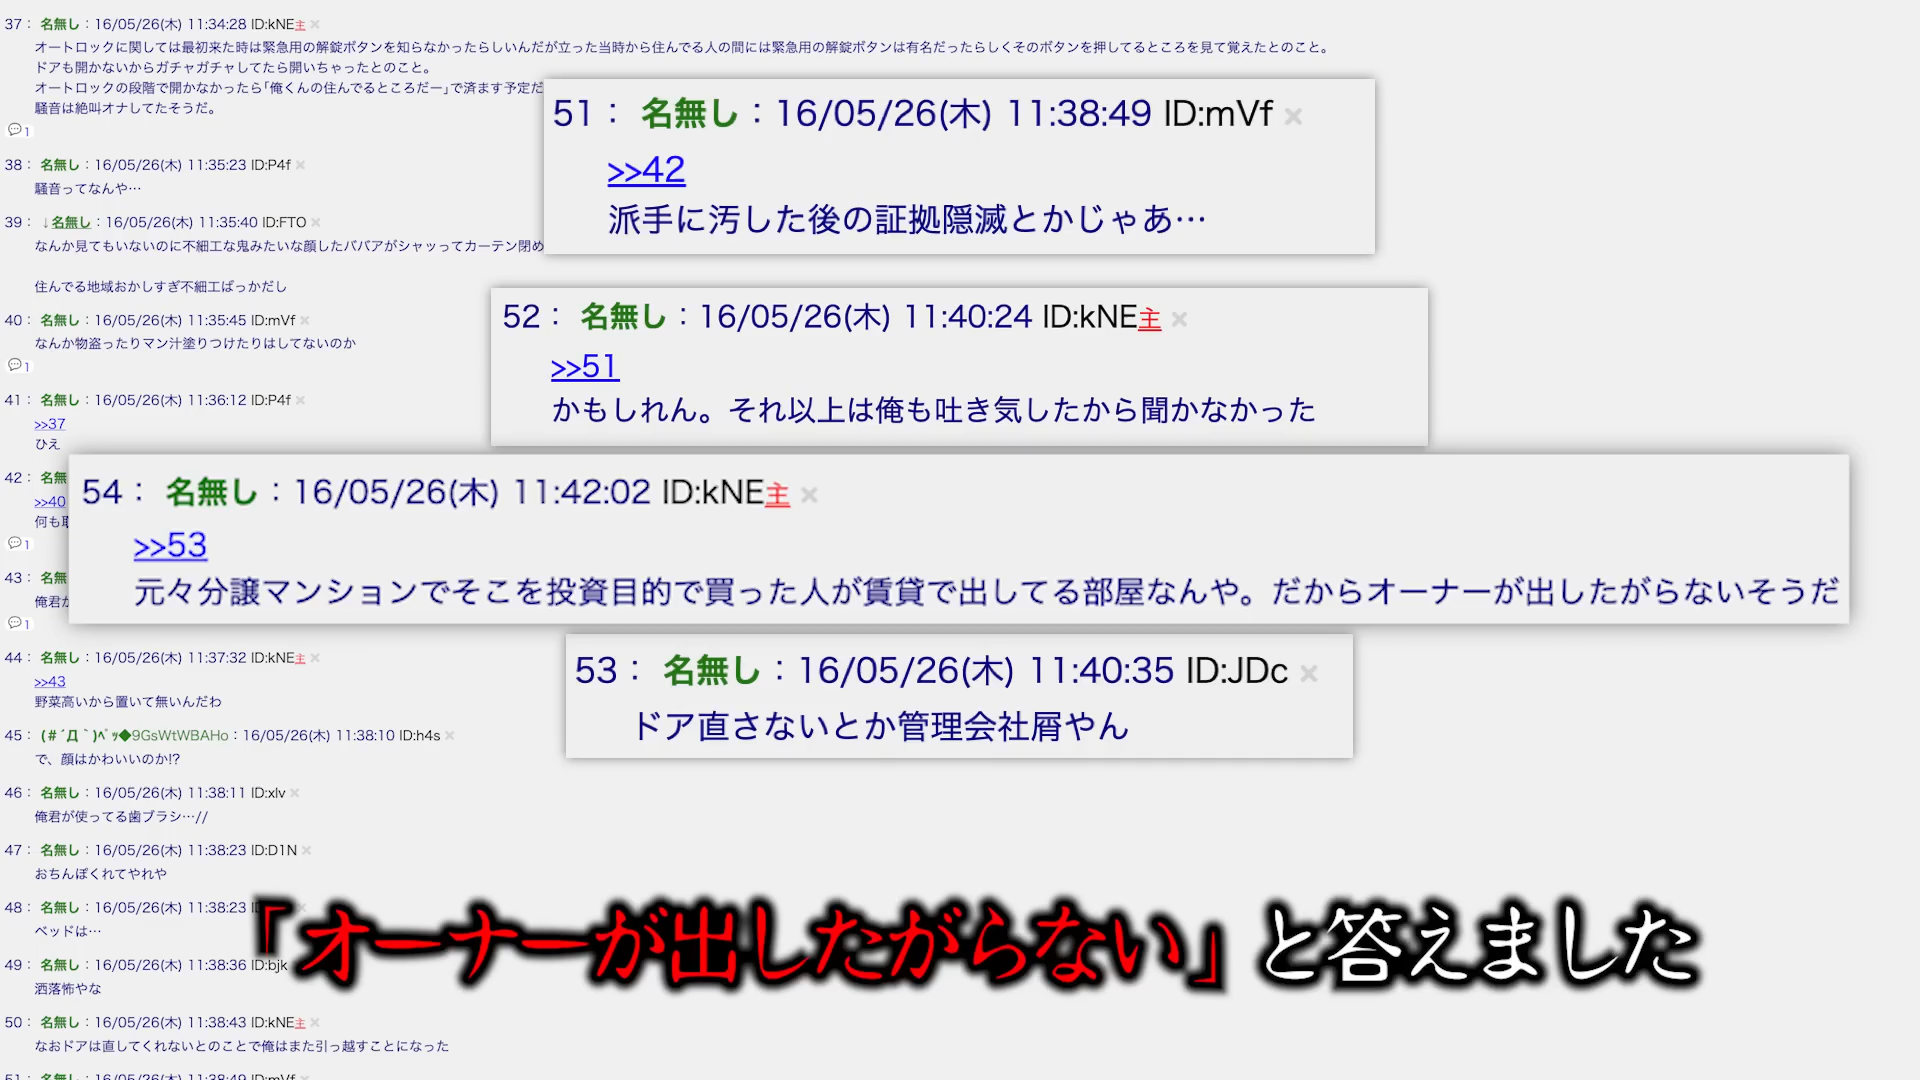 37： 名無し：16/05/26(木) 11:34:28 ID:kNE主 ×
オートロックに関しては最初来た時は緊急用の解錠ボタンを知らなかったらしいんだが立った当時から住んでる人の間には緊急用の解錠ボタンは有名だったらしくそのボタンを押してるところを見て覚えたとのこと。
ドアも開かないからガチャガチャしてたら開いちゃったとのこと。
オートロックの段階で開かなかったら｢俺くんの住んでるところだー｣で済ます予定だ
騒音は絶叫オナしてたそうだ。
1
38： 名無し：16/05/26(木) 11:35:23 ID:P4f ×
騒音ってなんや…
39： ↓名無し：16/05/26(木) 11:35:40 ID:FTO ×
なんか見てもいないのに不細工な鬼みたいな顔したババアがシャッってカーテン閉め
住んでる地域おかしすぎ不細工ばっかだし
40： 名無し：16/05/26(木) 11:35:45 ID:mVf ×
なんか物盗ったりマン汁塗りつけたりはしてないのか
1
41： 名無し：16/05/26(木) 11:36:12 ID:P4f ×
>>37
ひえ
42： 名無
>>40
何も
1
43： 名無
俺君が
1
44： 名無し：16/05/26(木) 11:37:32 ID:kNE主 ×
>>43
野菜高いから置いて無いんだわ
45： (＃´Д｀)ﾍﾟｯ◆9GsWtWBAHo：16/05/26(木) 11:38:10 ID:h4s ×
で、顔はかわいいのか!?
46： 名無し：16/05/26(木) 11:38:11 ID:xlv ×
俺君が使ってる歯ブラシ…//
47： 名無し：16/05/26(木) 11:38:23 ID:D1N ×
おちんぽくれてやれや
48： 名無し：16/05/26(木) 11:38:23
ベッドは…
49： 名無し：16/05/26(木) 11:38:36 ID:bjk
洒落怖やな
50： 名無し：16/05/26(木) 11:38:43 ID:kNE主 ×
なおドアは直してくれないとのことで俺はまた引っ越すことになった
51： 名無し：16/05/26(木) 11:38:49 ID:mVf ×
51： 名無し：16/05/26(木) 11:38:49 ID:mVf ×
>>42
派手に汚した後の証拠隠滅とかじゃあ…
52： 名無し：16/05/26(木) 11:40:24 ID:kNE主 ×
>>51
かもしれん。それ以上は俺も吐き気したから聞かなかった
54： 名無し：16/05/26(木) 11:42:02 ID:kNE主 ×
>>53
元々分譲マンションでそこを投資目的で買った人が賃貸で出してる部屋なんや。だからオーナーが出したがらないそうだ
53： 名無し：16/05/26(木) 11:40:35 ID:JDc ×
ドア直さないとか管理会社屑やん
「オーナーが出したがらない」と答えました